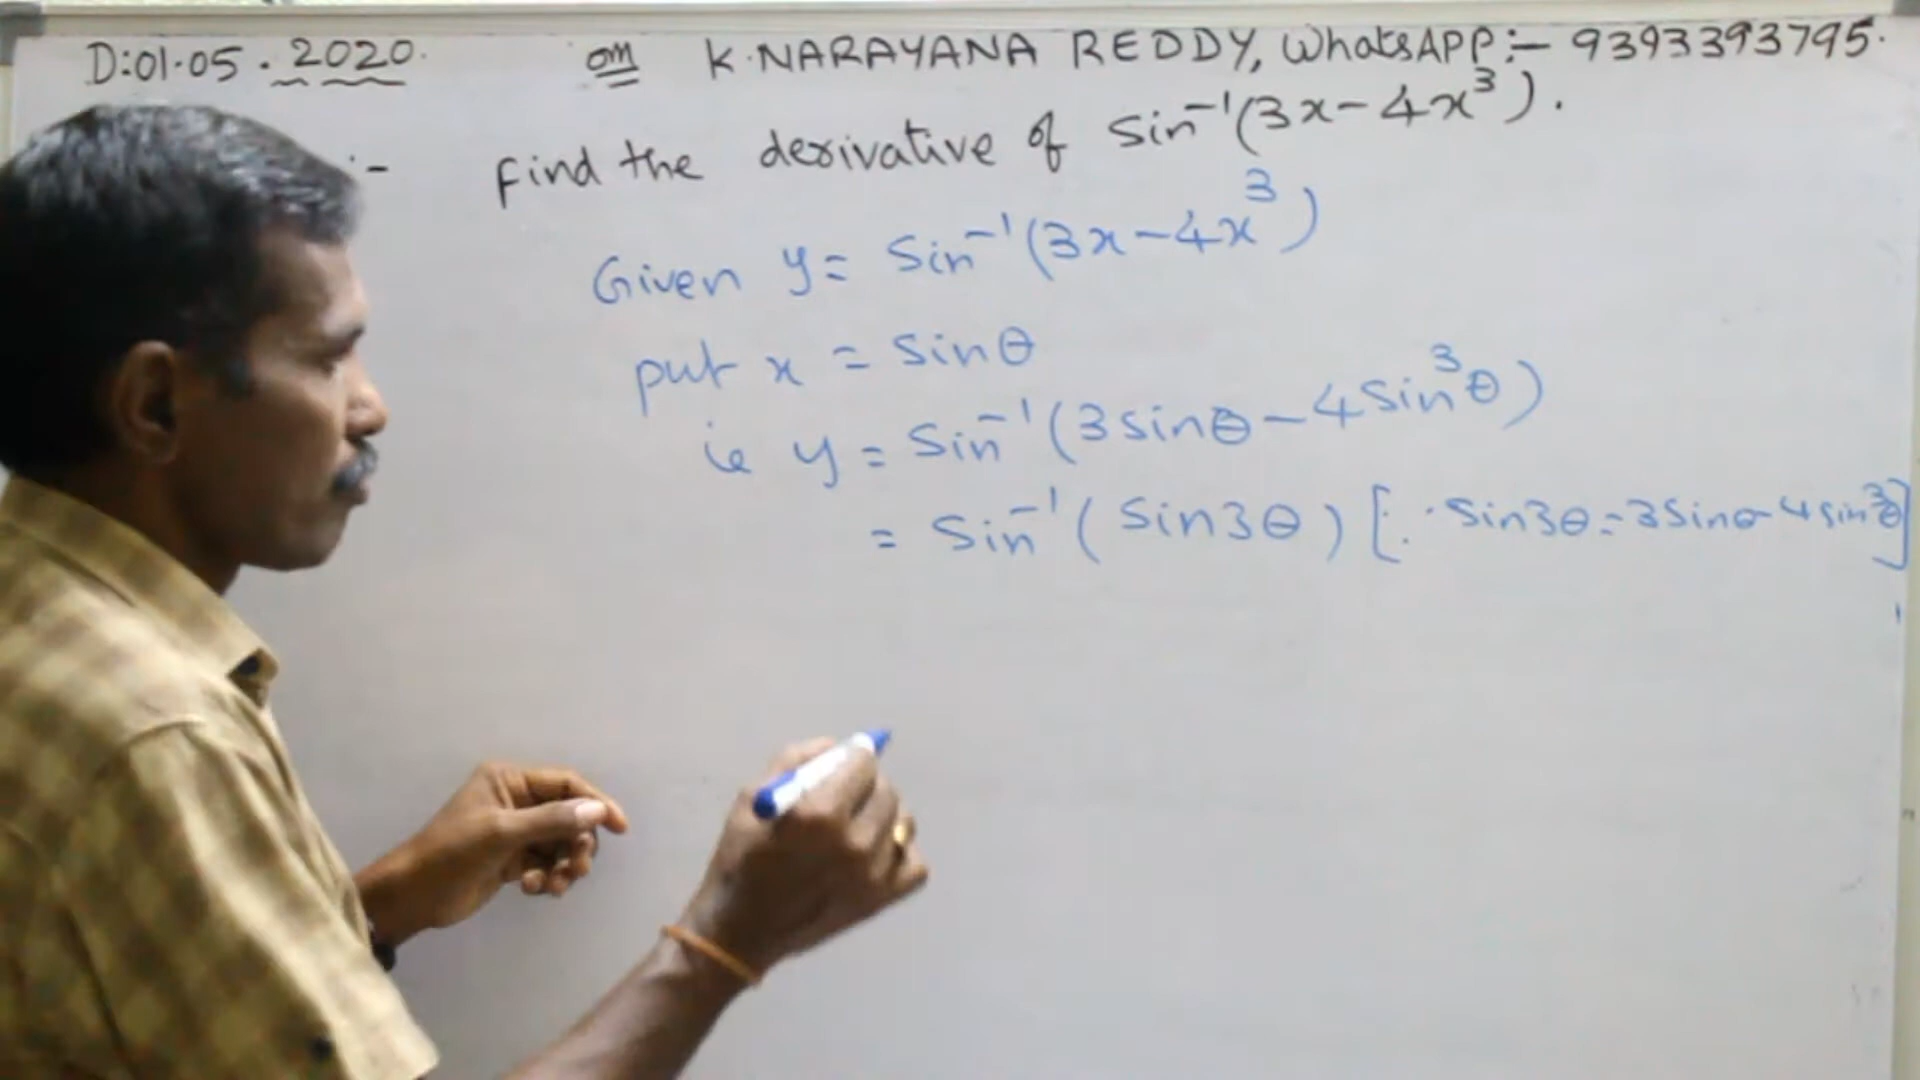 D:01.05.2020. om K.NARAYANA REDDY, WhatsAPP:- 9393393795.
:- Find the derivative of Sin⁻¹(3x-4x³).
Given y= Sin⁻¹(3x-4x³)
put x = sinθ
ie y = Sin⁻¹(3sinθ-4sin³θ)
= Sin⁻¹(Sin3θ) [∵ Sin3θ=3Sinθ-4sin³θ]